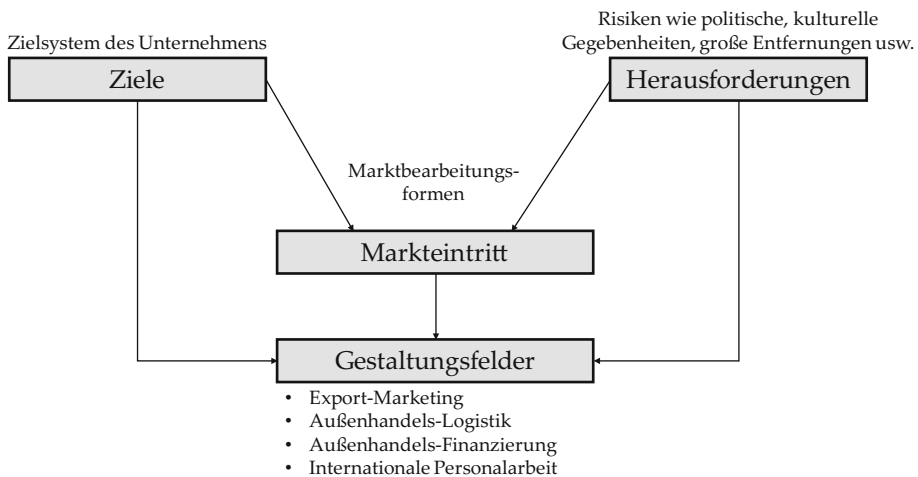 Zielsystem des Unternehmens
Ziele
Risiken wie politische, kulturelle
Gegebenheiten, große Entfernungen usw.
Herausforderungen
Marktbearbeitungs-
formen
Markteintritt
Gestaltungsfelder
• Export-Marketing
• Außenhandels-Logistik
• Außenhandels-Finanzierung
• Internationale Personalarbeit